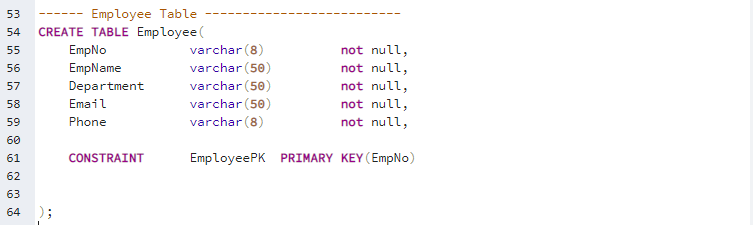 53 ------ Employee Table --------------------------
54 CREATE TABLE Employee(
55 EmpNo varchar(8) not null,
56 EmpName varchar(50) not null,
57 Department varchar(50) not null,
58 Email varchar(50) not null,
59 Phone varchar(8) not null,
60
61 CONSTRAINT EmployeePK PRIMARY KEY(EmpNo)
62
63
64 );